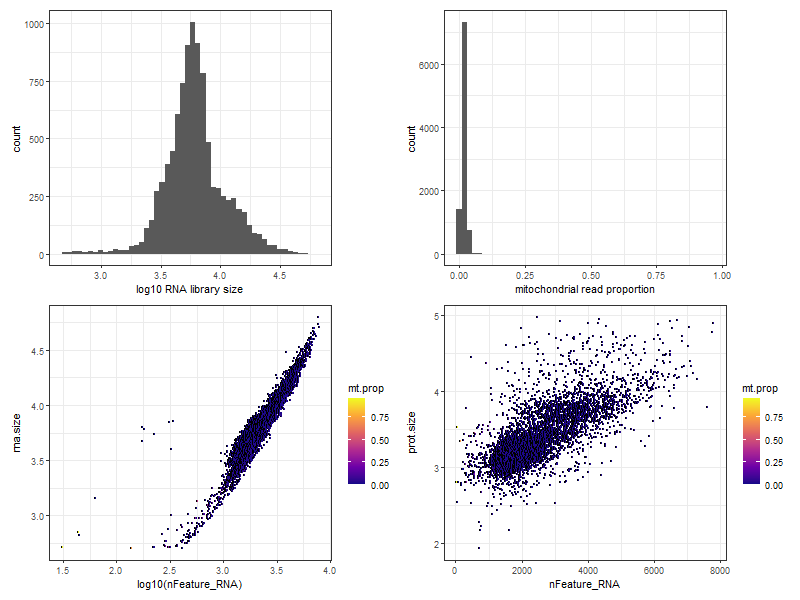 1000
750
500
250
0
count
3.0 3.5 4.0 4.5
log10 RNA library size
6000
4000
2000
0
count
0.00 0.25 0.50 0.75 1.00
mitochondrial read proportion
4.5
4.0
3.5
3.0
rna.size
1.5 2.0 2.5 3.0 3.5 4.0
log10(nFeature_RNA)
mt.prop
0.75
0.50
0.25
0.00
5
4
3
2
prot.size
0 2000 4000 6000 8000
nFeature_RNA
mt.prop
0.75
0.50
0.25
0.00